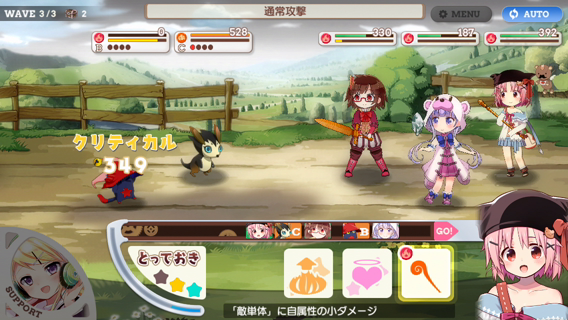 WAVE 3/3 2
通常攻撃
MENU
AUTO
0
B
528
C
330
187
392
クリティカル
349
C
B
GO!
とっておき
SUPPORT
「敵単体」に自属性の小ダメージ